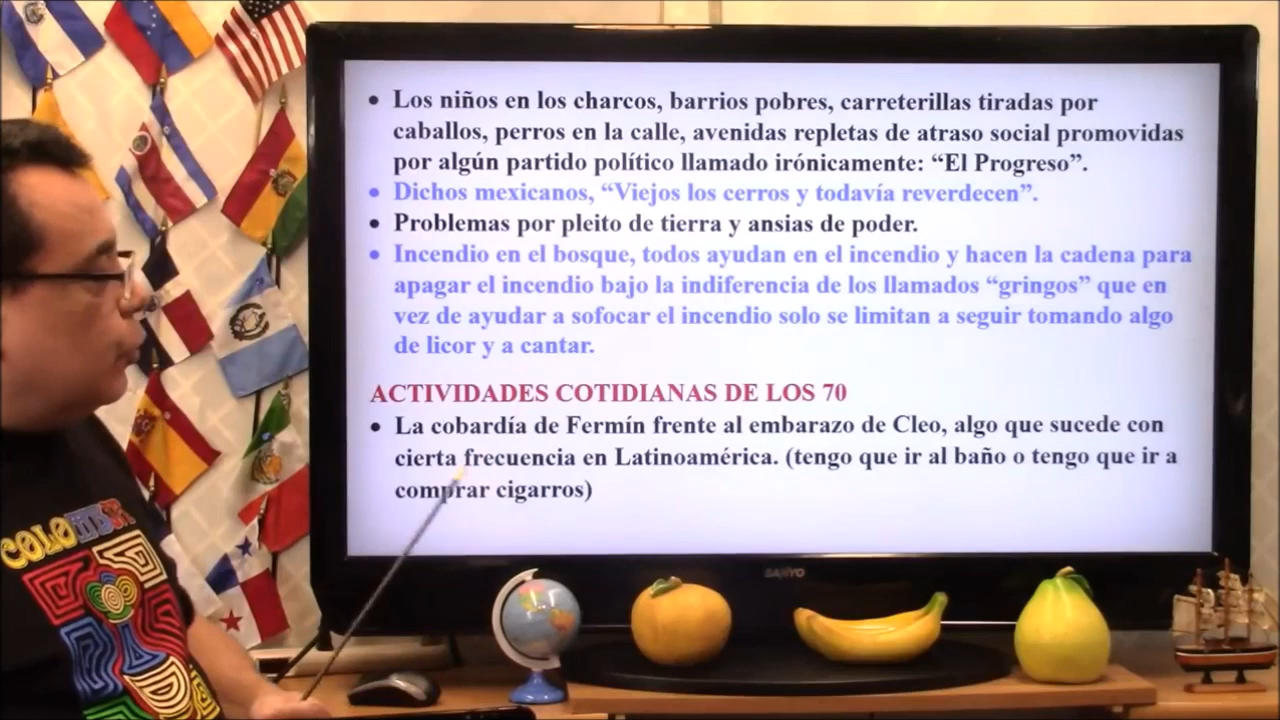 • Los niños en los charcos, barrios pobres, carreterillas tiradas por
caballos, perros en la calle, avenidas repletas de atraso social promovidas
por algún partido político llamado irónicamente: “El Progreso”.
• Dichos mexicanos, “Viejos los cerros y todavía reverdecen”.
• Problemas por pleito de tierra y ansias de poder.
• Incendio en el bosque, todos ayudan en el incendio y hacen la cadena para
apagar el incendio bajo la indiferencia de los llamados “gringos” que en
vez de ayudar a sofocar el incendio solo se limitan a seguir tomando algo
de licor y a cantar.
ACTIVIDADES COTIDIANAS DE LOS 70
• La cobardía de Fermín frente al embarazo de Cleo, algo que sucede con
cierta frecuencia en Latinoamérica. (tengo que ir al baño o tengo que ir a
comprar cigarros)
SANYO
COLOMBIA